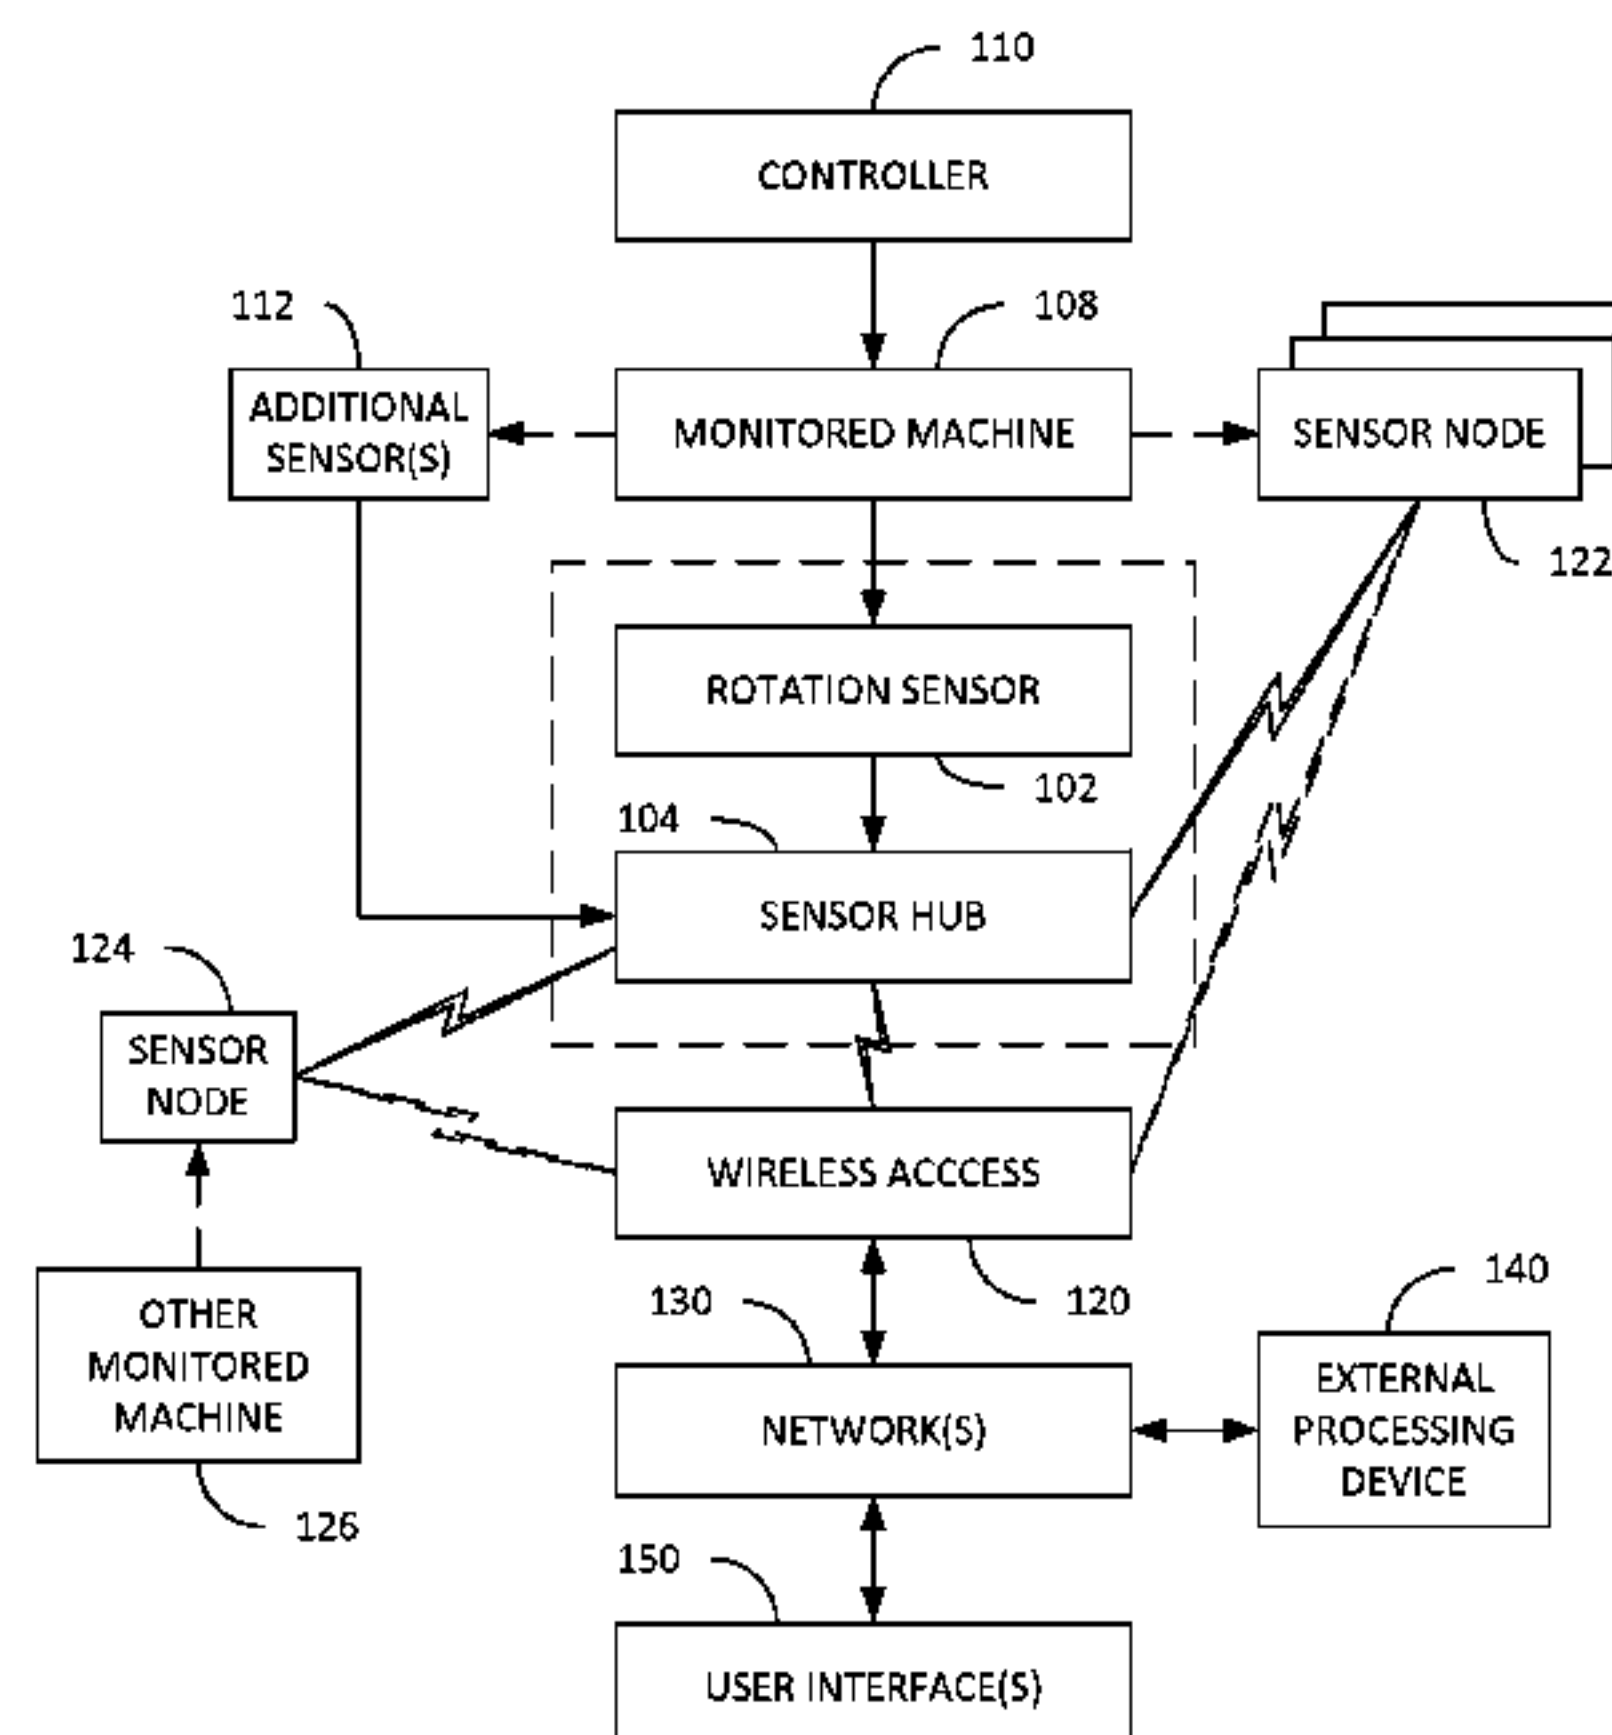 110
CONTROLLER
112
108
ADDITIONAL
SENSOR(S)
MONITORED MACHINE
SENSOR NODE
122
ROTATION SENSOR
102
104
SENSOR HUB
124
SENSOR
NODE
WIRELESS ACCCESS
120
130
140
OTHER
MONITORED
MACHINE
EXTERNAL
PROCESSING
DEVICE
NETWORK(S)
126
150
USER INTERFACE(S)